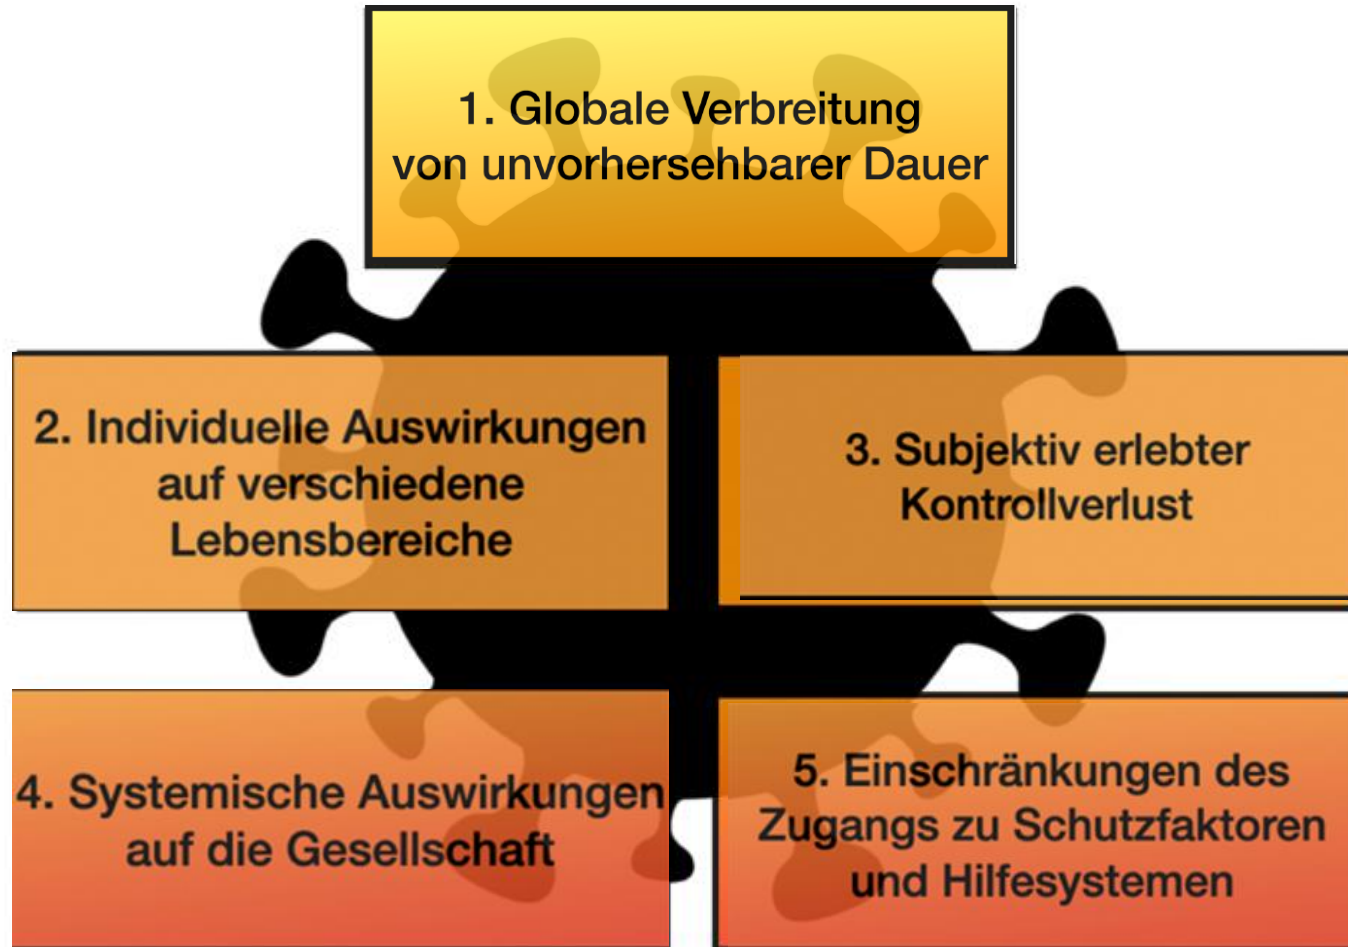 1. Globale Verbreitung
von unvorhersehbarer Dauer
2. Individuelle Auswirkungen
auf verschiedene
Lebensbereiche
3. Subjektiv erlebter
Kontrollverlust
4. Systemische Auswirkungen
auf die Gesellschaft
5. Einschränkungen des
Zugangs zu Schutzfaktoren
und Hilfesystemen